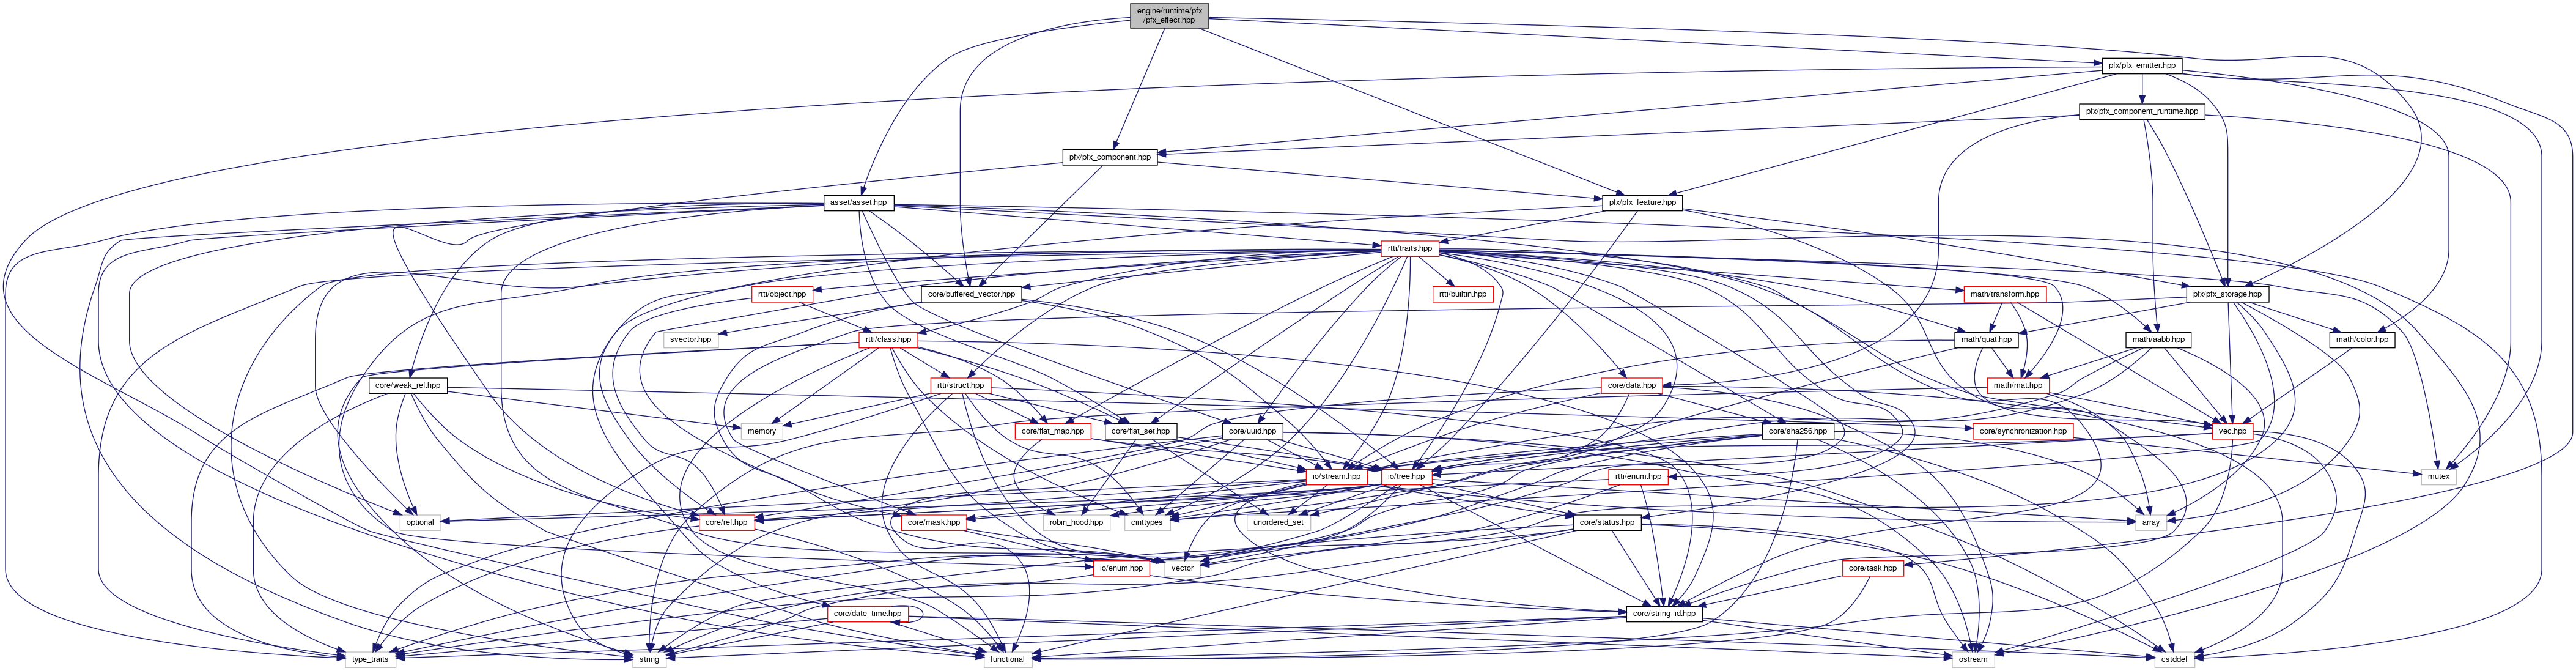 engine/runtime/pfx
/pfx_effect.hpp
pfx/pfx_emitter.hpp
pfx/pfx_component_runtime.hpp
pfx/pfx_component.hpp
asset/asset.hpp
pfx/pfx_feature.hpp
rtti/traits.hpp
rtti/object.hpp
core/buffered_vector.hpp
rtti/builtin.hpp
math/transform.hpp
pfx/pfx_storage.hpp
svector.hpp
rtti/class.hpp
math/quat.hpp
math/aabb.hpp
math/color.hpp
core/weak_ref.hpp
rtti/struct.hpp
core/data.hpp
math/mat.hpp
memory
core/flat_map.hpp
core/flat_set.hpp
core/uuid.hpp
core/sha256.hpp
core/synchronization.hpp
vec.hpp
io/stream.hpp
io/tree.hpp
rtti/enum.hpp
mutex
optional
core/ref.hpp
core/mask.hpp
robin_hood.hpp
cinttypes
unordered_set
core/status.hpp
array
io/enum.hpp
vector
core/task.hpp
core/date_time.hpp
core/string_id.hpp
type_traits
string
functional
ostream
cstddef